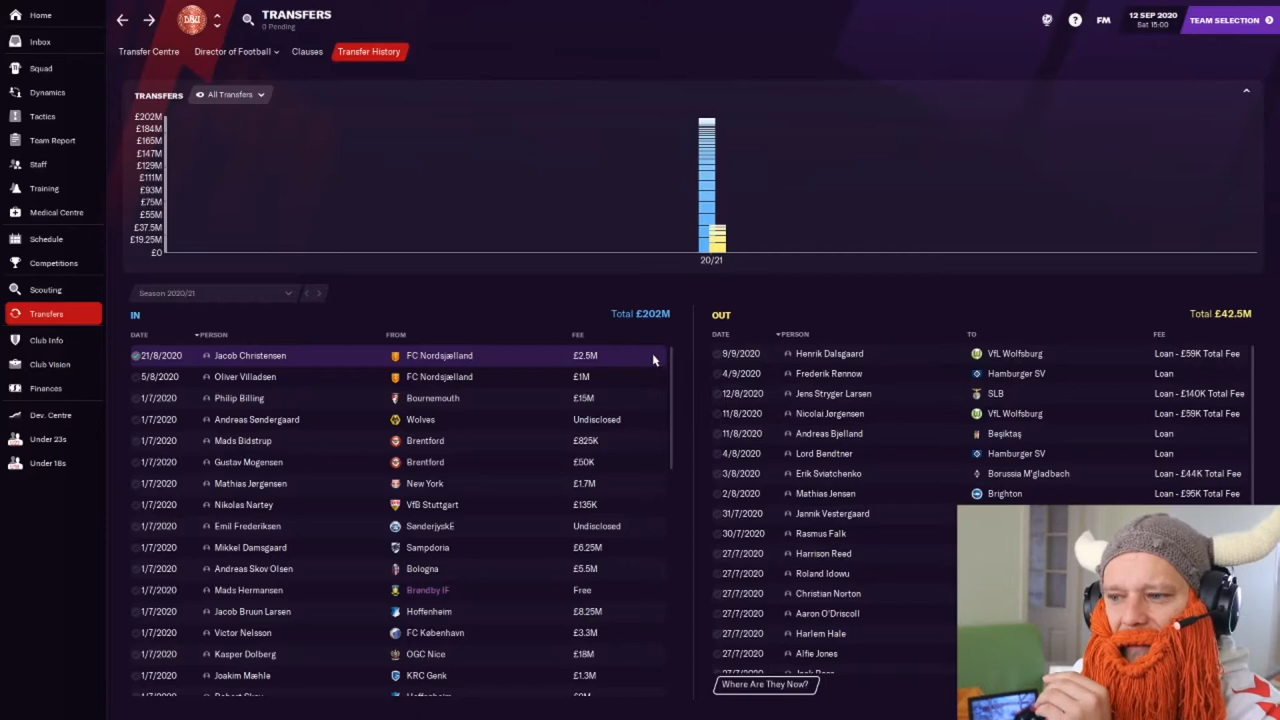 Home
TRANSFERS
0 Pending
12 SEP 2020
Sat 15:00
FM
TEAM SELECTION
Inbox
Transfer Centre
Director of Football
Clauses
Transfer History
Squad
Dynamics
Tactics
Team Report
Staff
Training
Medical Centre
Schedule
Competitions
Scouting
Transfers
Club Info
Club Vision
Finances
Dev. Centre
Under 23s
Under 18s
TRANSFERS
All Transfers
£202M
£184M
£165M
£147M
£129M
£111M
£93M
£75M
£55M
£37.5M
£19.25M
£0
20/21
Season 2020/21
IN
Total £202M
DATE PERSON FROM FEE
21/8/2020 Jacob Christensen FC Nordsjælland £2.5M
5/8/2020 Oliver Villadsen FC Nordsjælland £1M
1/7/2020 Philip Billing Bournemouth £15M
1/7/2020 Andreas Søndergaard Wolves Undisclosed
1/7/2020 Mads Bidstrup Brentford £825K
1/7/2020 Gustav Mogensen Brentford £50K
1/7/2020 Mathias Jørgensen New York £1.7M
1/7/2020 Nikolas Nartey VfB Stuttgart £135K
1/7/2020 Emil Frederiksen SønderjyskE Undisclosed
1/7/2020 Mikkel Damsgaard Sampdoria £6.25M
1/7/2020 Andreas Skov Olsen Bologna £5.5M
1/7/2020 Mads Hermansen Brøndby IF Free
1/7/2020 Jacob Bruun Larsen Hoffenheim £8.25M
1/7/2020 Victor Nelsson FC København £3.3M
1/7/2020 Kasper Dolberg OGC Nice £18M
1/7/2020 Joakim Mæhle KRC Genk £1.3M
OUT
Total £42.5M
DATE PERSON TO FEE
9/9/2020 Henrik Dalsgaard VfL Wolfsburg Loan - £59K Total Fee
4/9/2020 Frederik Rønnow Hamburger SV Loan
12/8/2020 Jens Stryger Larsen SLB Loan - £140K Total Fee
11/8/2020 Nicolai Jørgensen VfL Wolfsburg Loan - £59K Total Fee
11/8/2020 Andreas Bjelland Beşiktaş Loan
4/8/2020 Lord Bendtner Hamburger SV Loan
3/8/2020 Erik Sviatchenko Borussia M'gladbach Loan - £44K Total Fee
2/8/2020 Mathias Jensen Brighton Loan - £95K Total Fee
31/7/2020 Jannik Vestergaard
30/7/2020 Rasmus Falk
27/7/2020 Harrison Reed
27/7/2020 Roland Idowu
27/7/2020 Christian Norton
27/7/2020 Aaron O'Driscoll
27/7/2020 Harlem Hale
27/7/2020 Alfie Jones
Where Are They Now?